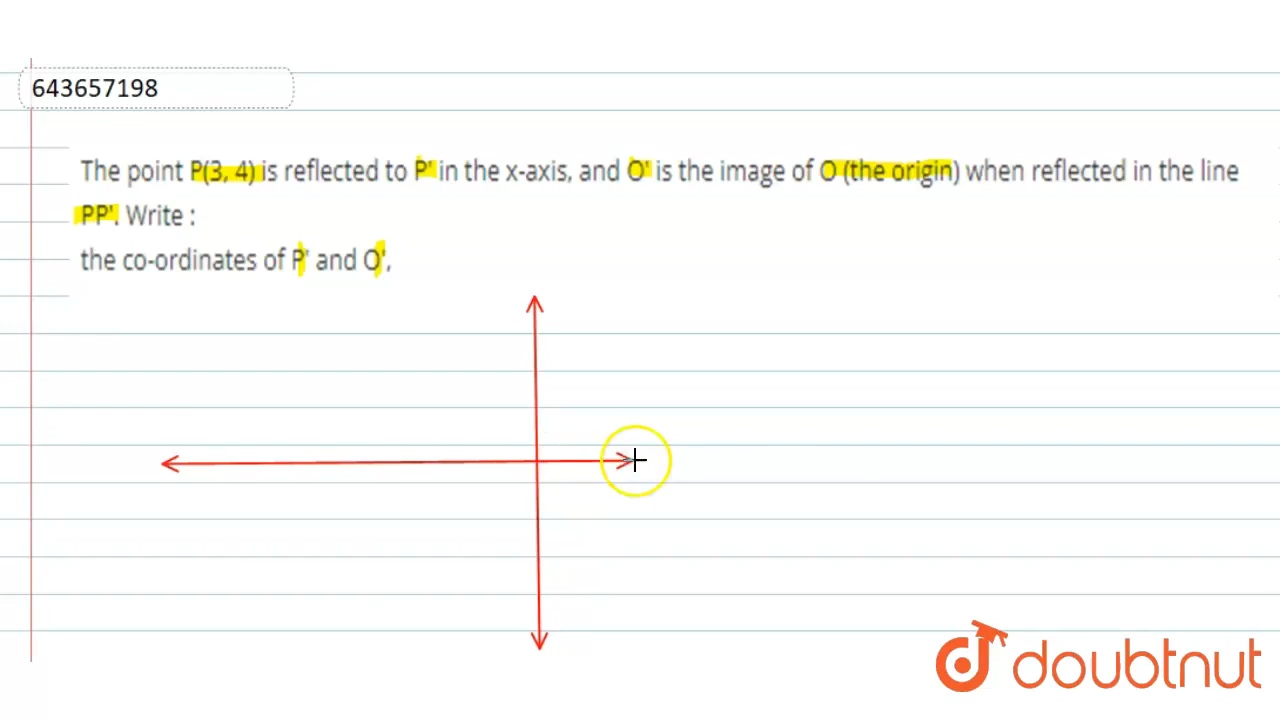 643657198
The point P(3, 4) is reflected to P' in the x-axis, and O' is the image of O (the origin) when reflected in the line
PP'. Write :
the co-ordinates of P' and O',
doubtnut